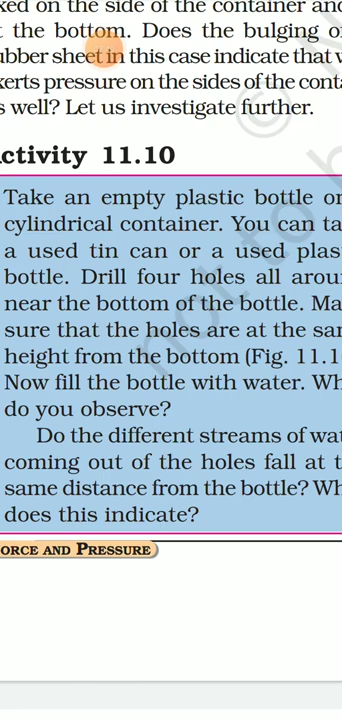 xed on the side of the container and
t the bottom. Does the bulging o
ubber sheet in this case indicate that w
xerts pressure on the sides of the conta
s well? Let us investigate further.
ctivity 11.10
Take an empty plastic bottle or
cylindrical container. You can ta
a used tin can or a used plas
bottle. Drill four holes all arou
near the bottom of the bottle. Ma
sure that the holes are at the sa
height from the bottom (Fig. 11.1
Now fill the bottle with water. Wh
do you observe?
Do the different streams of wat
coming out of the holes fall at t
same distance from the bottle? Wh
does this indicate?
ORCE AND PRESSURE
© N
not to b